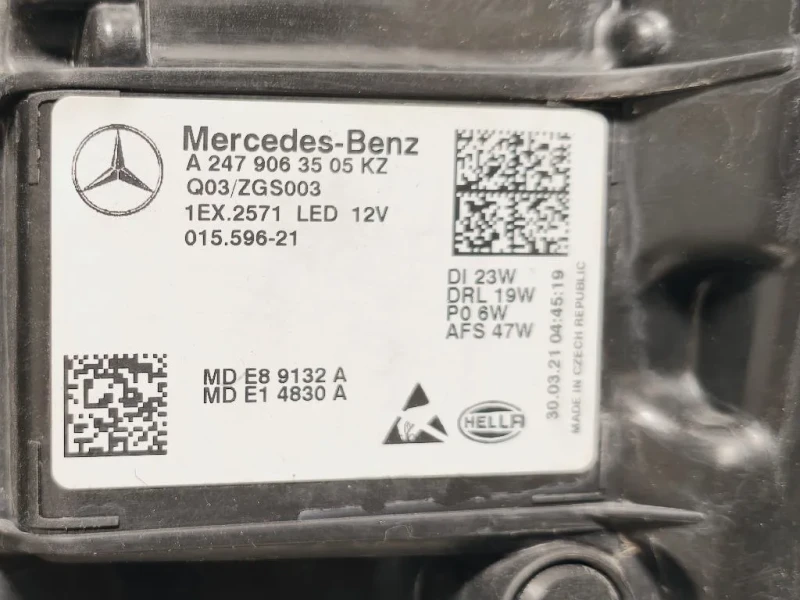 Mercedes-Benz
A 247 906 35 05 KZ
Q03/ZGS003
1EX.2571 LED 12V
015.596-21
DI 23W
DRL 19W
PO 6W
AFS 47W
MD E8 9132 A
MD E1 4830 A
HELLA
30.03.21 04:45:19
MADE IN CZECH REPUBLIC